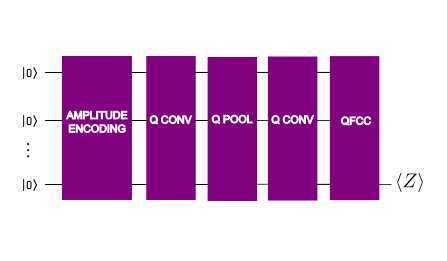 |0⟩
|0⟩
⋮
|0⟩
AMPLITUDE
ENCODING
Q CONV
Q POOL
Q CONV
QFCC
⟨Z⟩